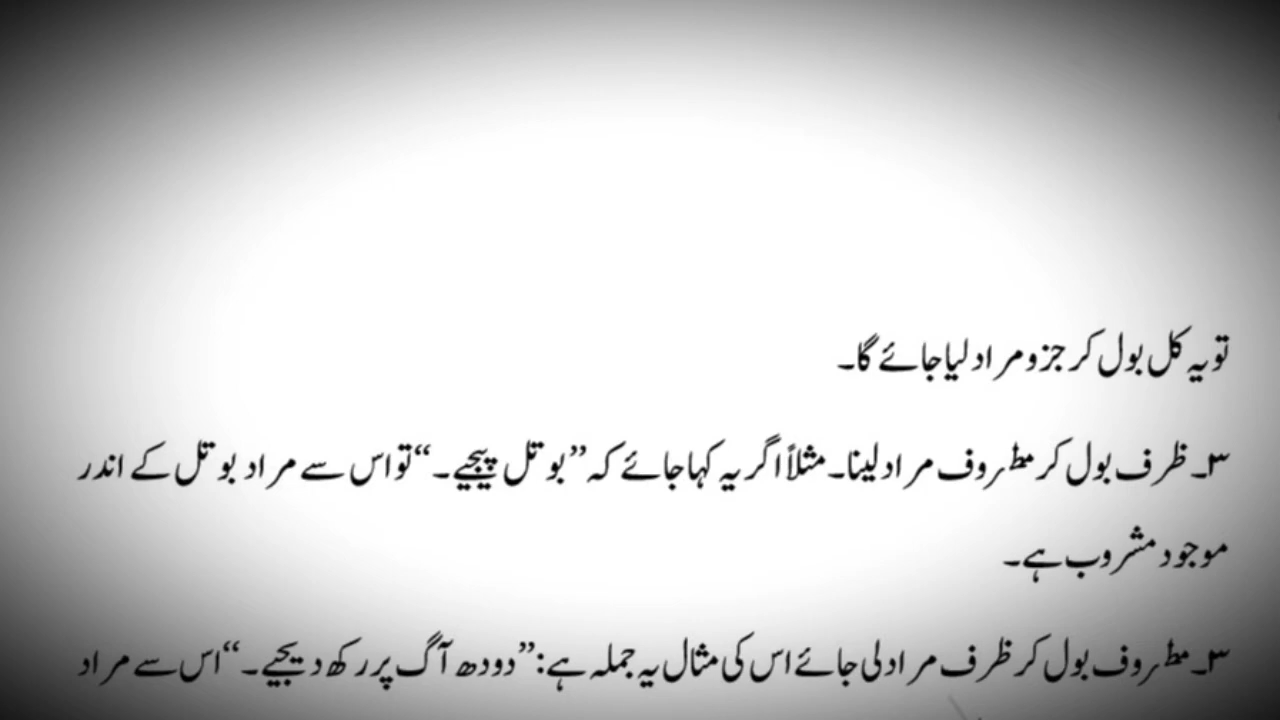 تو یہ کل بول کر جزو مراد لیا جائے گا۔
۳۔ ظرف بول کر مظروف مراد لینا۔ مثلاً اگر یہ کہا جائے کہ ”بوتل پیجیے۔“ تو اس سے مراد بوتل کے اندر
موجود مشروب ہے۔
۳۔ مظروف بول کر ظرف مراد لی جائے اس کی مثال یہ جملہ ہے: ”دودھ آگ پر رکھ دیجیے۔“ اس سے مراد